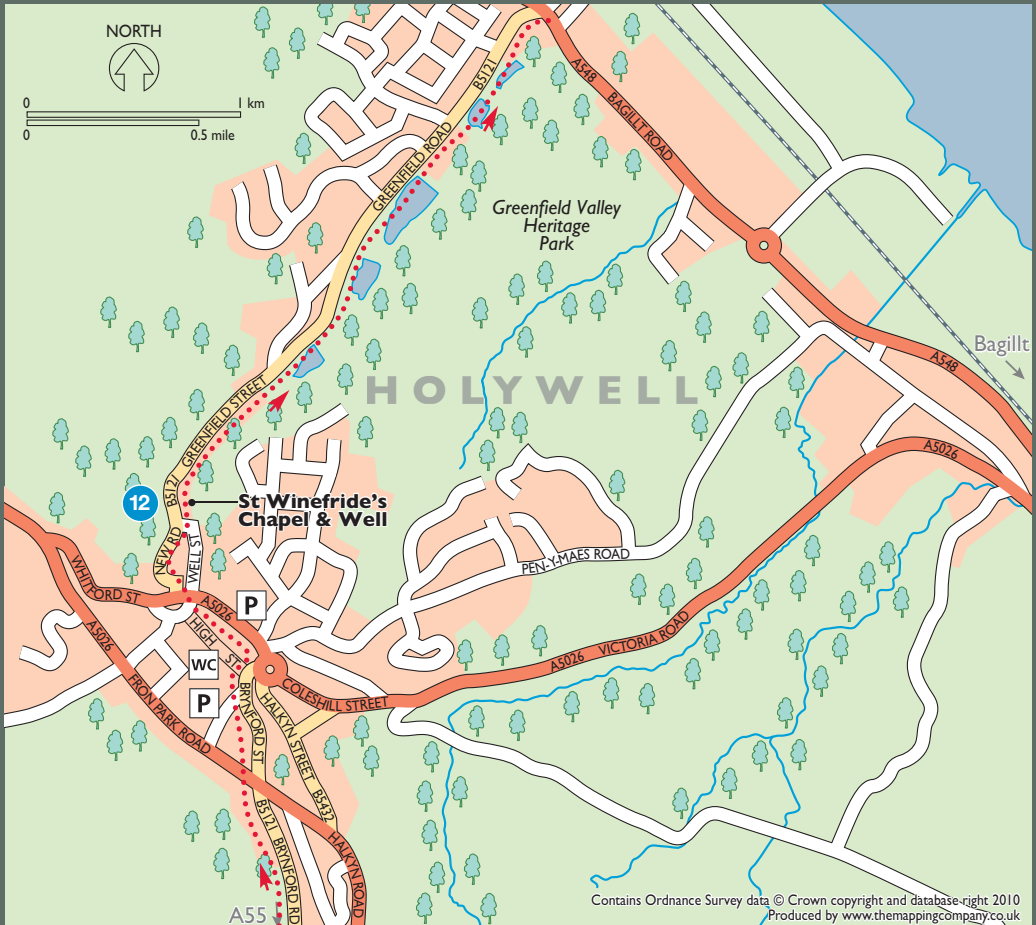 NORTH
0 1 km
0 0.5 mile
B5121
A548
BAGILLT ROAD
GREENFIELD ROAD
Greenfield Valley
Heritage
Park
Bagillt
A548
HOLYWELL
GREENFIELD STREET
A5026
B5121
12
St Winefride's
Chapel & Well
NEW RD
WELL S
PEN-Y-MAES ROAD
WHITFORD ST
A5026
P
A5026
HIGH ST
WC
A5026 VICTORIA ROAD
P
COLESHILL STREET
FRON PARK ROAD
BRYNFORD ST
HALKYN STREET
B5432
B5121 BRYNFORD RD
HALKYN ROAD
A55
Contains Ordnance Survey data © Crown copyright and database right 2010
Produced by www.themappingcompany.co.uk